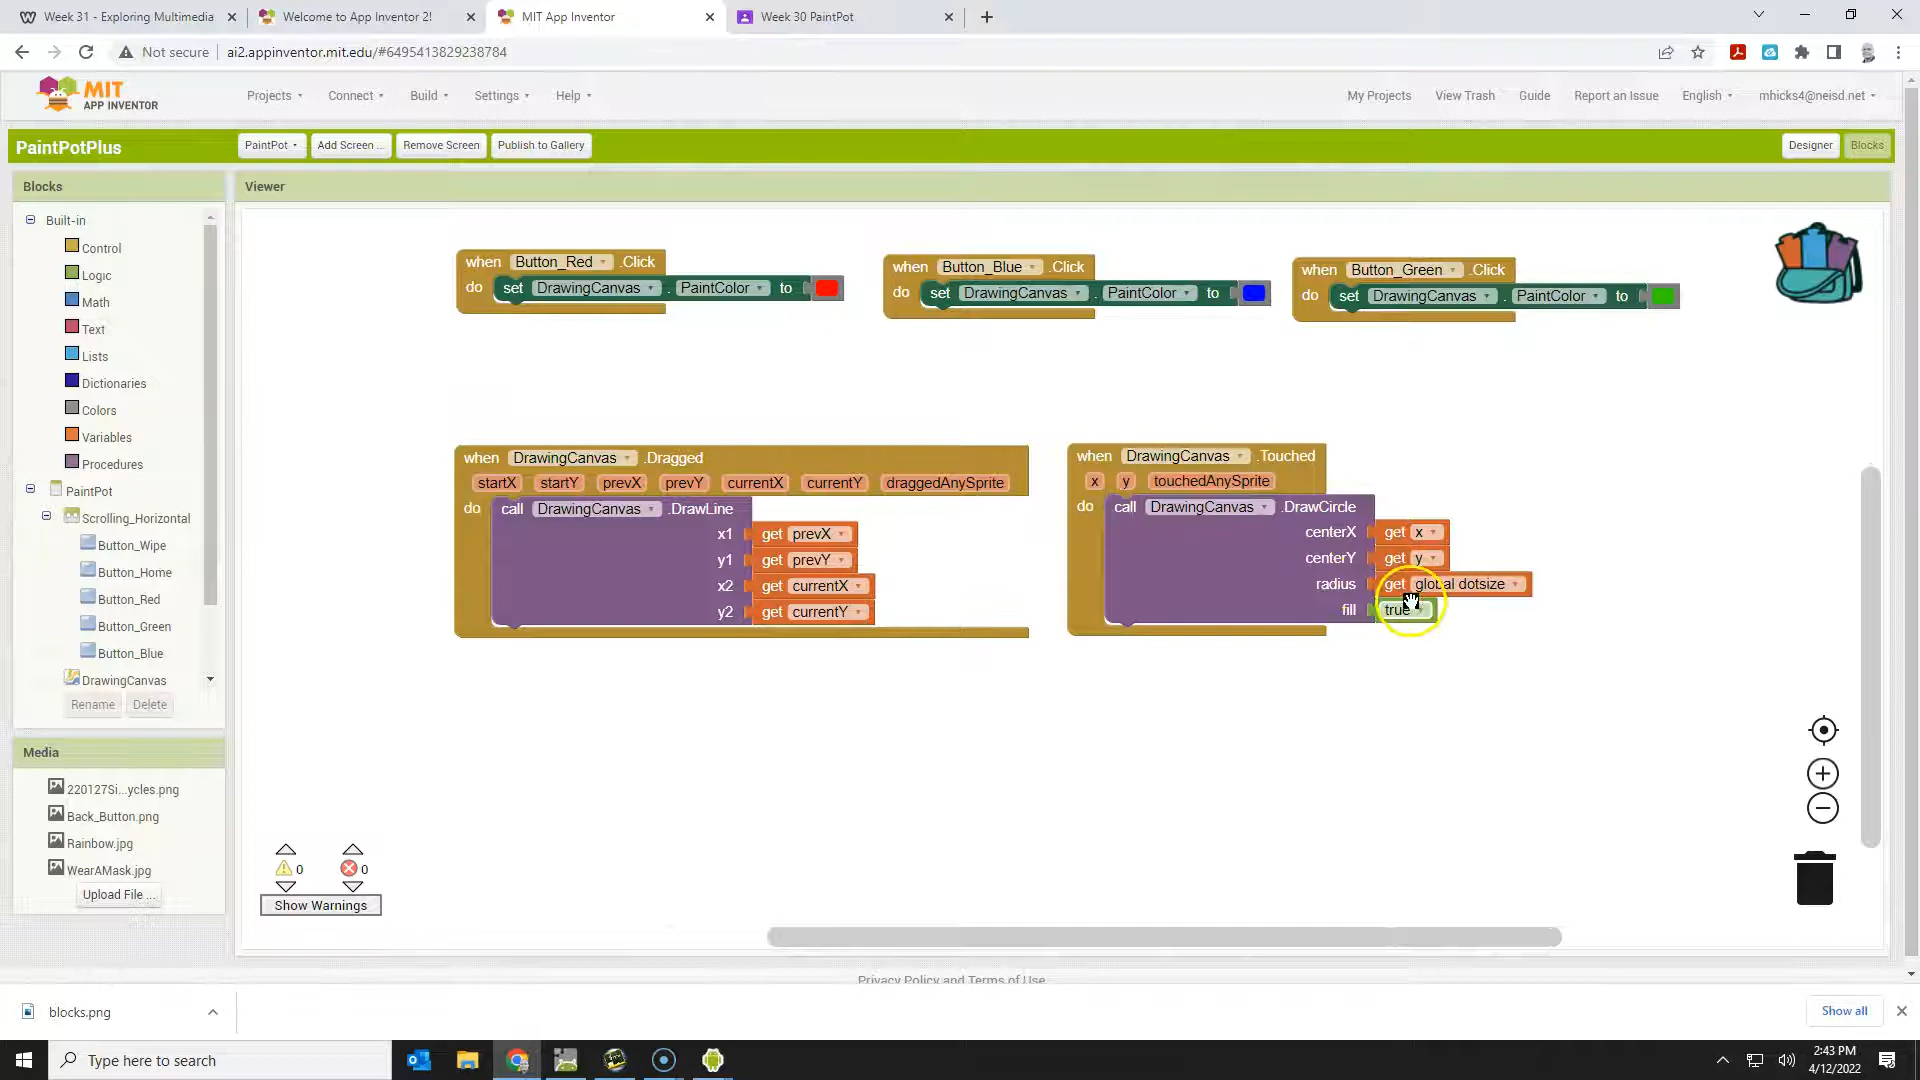 Week 31 - Exploring Multimedia
Welcome to App Inventor 2!
MIT App Inventor
Week 30 PaintPot
Not secure
ai2.appinventor.mit.edu/#6495413829238784
MIT
APP INVENTOR
Projects
Connect
Build
Settings
Help
My Projects
View Trash
Guide
Report an Issue
English
mhicks4@neisd.net
PaintPotPlus
PaintPot
Add Screen ...
Remove Screen
Publish to Gallery
Designer
Blocks
Blocks
Viewer
Built-in
Control
Logic
Math
Text
Lists
Dictionaries
Colors
Variables
Procedures
PaintPot
Scrolling_Horizontal
Button_Wipe
Button_Home
Button_Red
Button_Green
Button_Blue
DrawingCanvas
Rename
Delete
Media
220127Si...ycles.png
Back_Button.png
Rainbow.jpg
WearAMask.jpg
Upload File ...
when Button_Red .Click
do set DrawingCanvas . PaintColor to
when Button_Blue .Click
do set DrawingCanvas . PaintColor to
when Button_Green .Click
do set DrawingCanvas . PaintColor to
when DrawingCanvas .Dragged
startX startY prevX prevY currentX currentY draggedAnySprite
do call DrawingCanvas .DrawLine
x1 get prevX
y1 get prevY
x2 get currentX
y2 get currentY
when DrawingCanvas .Touched
x y touchedAnySprite
do call DrawingCanvas .DrawCircle
centerX get x
centerY get y
radius get global dotsize
fill true
0
0
Show Warnings
Privacy Policy and Terms of Use
blocks.png
Show all
Type here to search
2:43 PM
4/12/2022